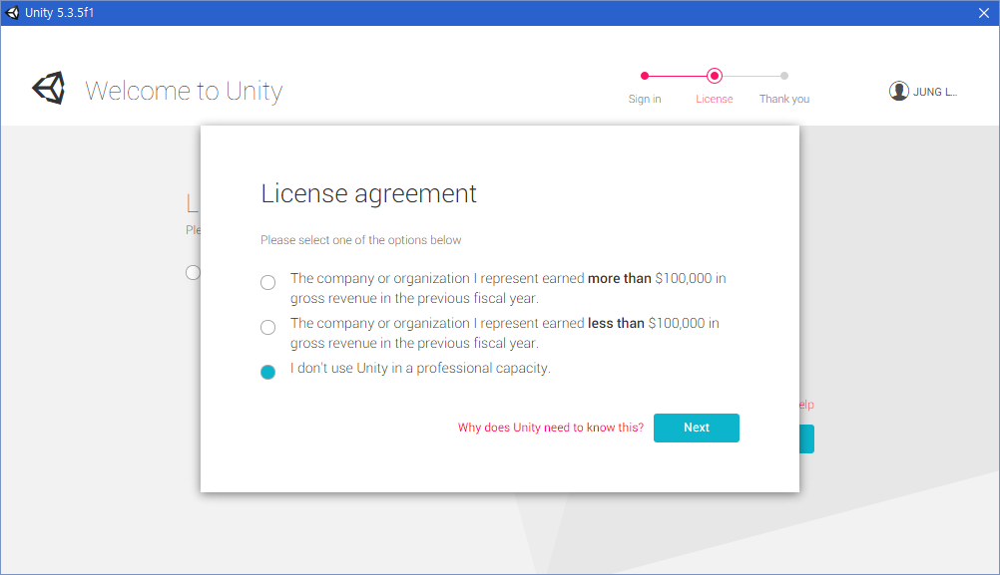 Unity 5.3.5f1
Welcome to Unity
Sign in
License
Thank you
JUNG L...
License agreement
Please select one of the options below
The company or organization I represent earned more than $100,000 in
gross revenue in the previous fiscal year.
The company or organization I represent earned less than $100,000 in
gross revenue in the previous fiscal year.
I don't use Unity in a professional capacity.
Why does Unity need to know this?
Next